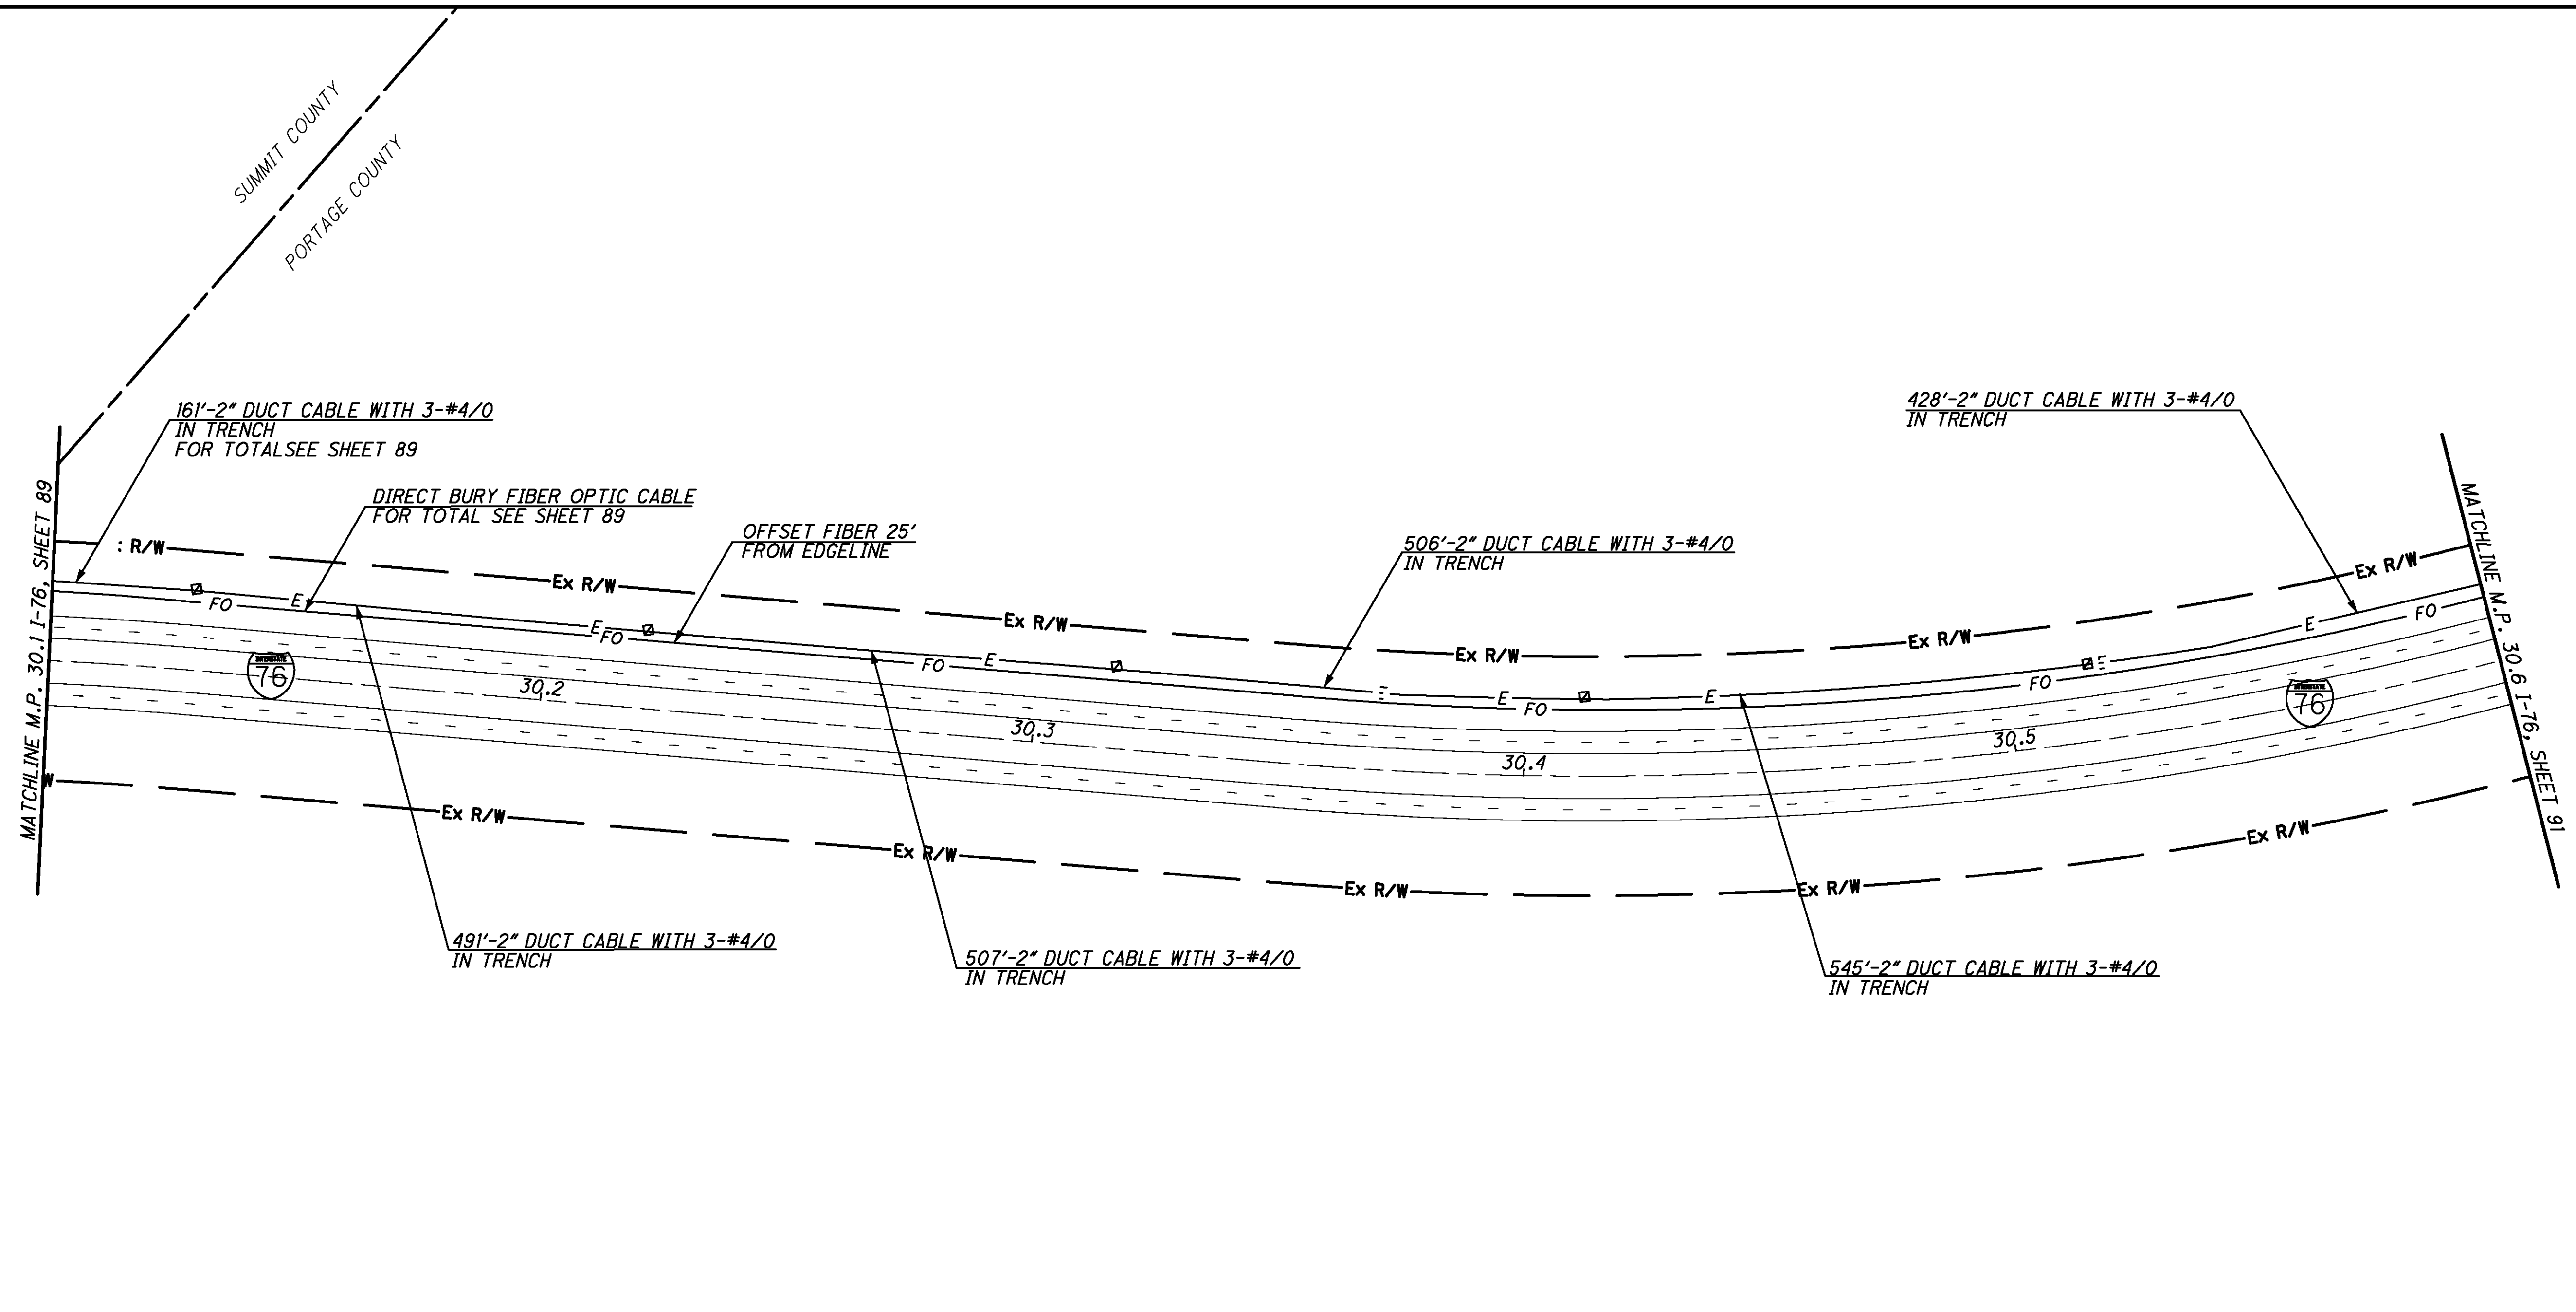 SUMMIT COUNTY
PORTAGE COUNTY
161'-2" DUCT CABLE WITH 3-#4/0
IN TRENCH
FOR TOTALSEE SHEET 89
428'-2" DUCT CABLE WITH 3-#4/0
IN TRENCH
DIRECT BURY FIBER OPTIC CABLE
FOR TOTAL SEE SHEET 89
OFFSET FIBER 25'
FROM EDGELINE
506'-2" DUCT CABLE WITH 3-#4/0
IN TRENCH
MATCHLINE M.P. 30.1 I-76, SHEET 89
MATCHLINE M.P. 30.6 I-76, SHEET 91
: R/W
Ex R/W
Ex R/W
Ex R/W
Ex R/W
Ex R/W
E
E
E
E
E
E
E
FO
FO
FO
FO
FO
FO
INTERSTATE
76
30.2
30.3
30.4
30.5
INTERSTATE
76
W
Ex R/W
Ex R/W
Ex R/W
Ex R/W
Ex R/W
491'-2" DUCT CABLE WITH 3-#4/0
IN TRENCH
507'-2" DUCT CABLE WITH 3-#4/0
IN TRENCH
545'-2" DUCT CABLE WITH 3-#4/0
IN TRENCH